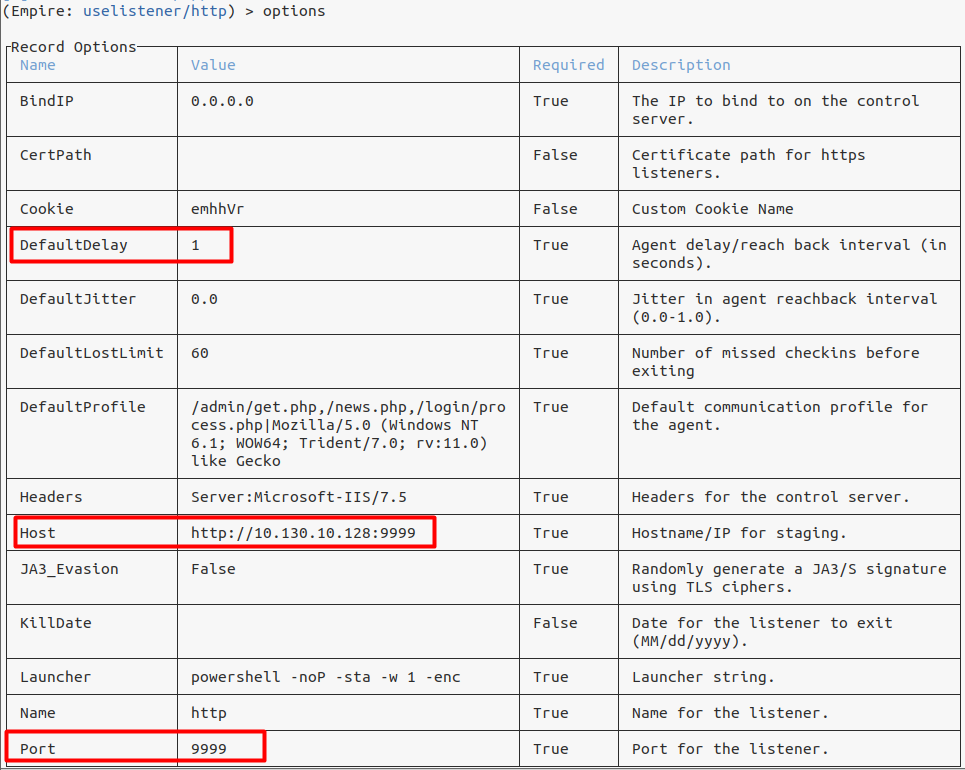 (Empire: uselistener/http) > options
Record Options
Name Value Required Description
BindIP 0.0.0.0 True The IP to bind to on the control
server.
CertPath False Certificate path for https
listeners.
Cookie emhhVr False Custom Cookie Name
DefaultDelay 1 True Agent delay/reach back interval (in
seconds).
DefaultJitter 0.0 True Jitter in agent reachback interval
(0.0-1.0).
DefaultLostLimit 60 True Number of missed checkins before
exiting
DefaultProfile /admin/get.php,/news.php,/login/pro True Default communication profile for
cess.php|Mozilla/5.0 (Windows NT the agent.
6.1; WOW64; Trident/7.0; rv:11.0)
like Gecko
Headers Server:Microsoft-IIS/7.5 True Headers for the control server.
Host http://10.130.10.128:9999 True Hostname/IP for staging.
JA3_Evasion False True Randomly generate a JA3/S signature
using TLS ciphers.
KillDate False Date for the listener to exit
(MM/dd/yyyy).
Launcher powershell -noP -sta -w 1 -enc True Launcher string.
Name http True Name for the listener.
Port 9999 True Port for the listener.